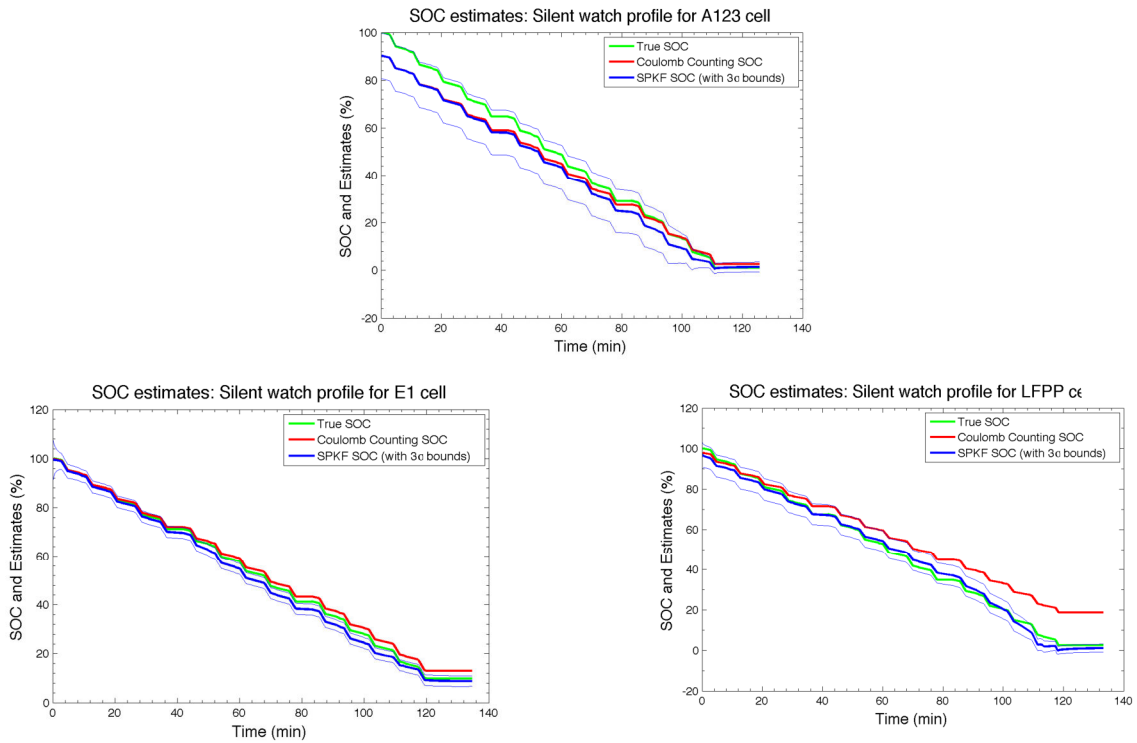 SOC estimates: Silent watch profile for A123 cell
SOC and Estimates (%)
100
80
60
40
20
0
-20
True SOC
Coulomb Counting SOC
SPKF SOC (with 3σ bounds)
0 20 40 60 80 100 120 140
Time (min)
SOC estimates: Silent watch profile for E1 cell
SOC and Estimates (%)
120
100
80
60
40
20
0
True SOC
Coulomb Counting SOC
SPKF SOC (with 3σ bounds)
0 20 40 60 80 100 120 140
Time (min)
SOC estimates: Silent watch profile for LFPP ce
SOC and Estimates (%)
120
100
80
60
40
20
0
-20
True SOC
Coulomb Counting SOC
SPKF SOC (with 3σ bounds)
0 20 40 60 80 100 120 140
Time (min)